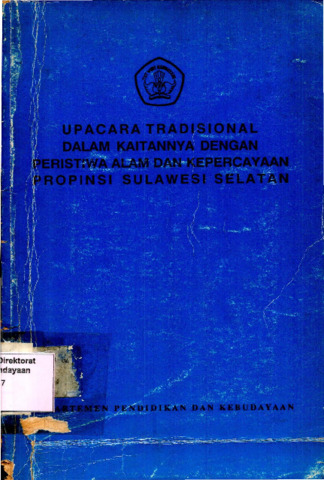 UPACARA TRADISIONAL
DALAM KAITANNYA DENGAN
PERISTIWA ALAM DAN KEPERCAYAAN
PROPINSI SULAWESI SELATAN
Direktorat
ndayaan
7
DEPARTEMEN PENDIDIKAN DAN KEBUDAYAAN